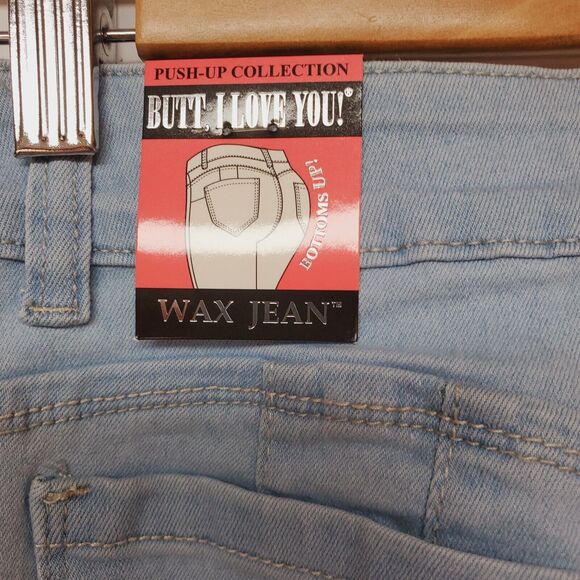 PUSH-UP COLLECTION
BUTT, I LOVE YOU!®
BOTTOMS UP!
WAX JEAN™